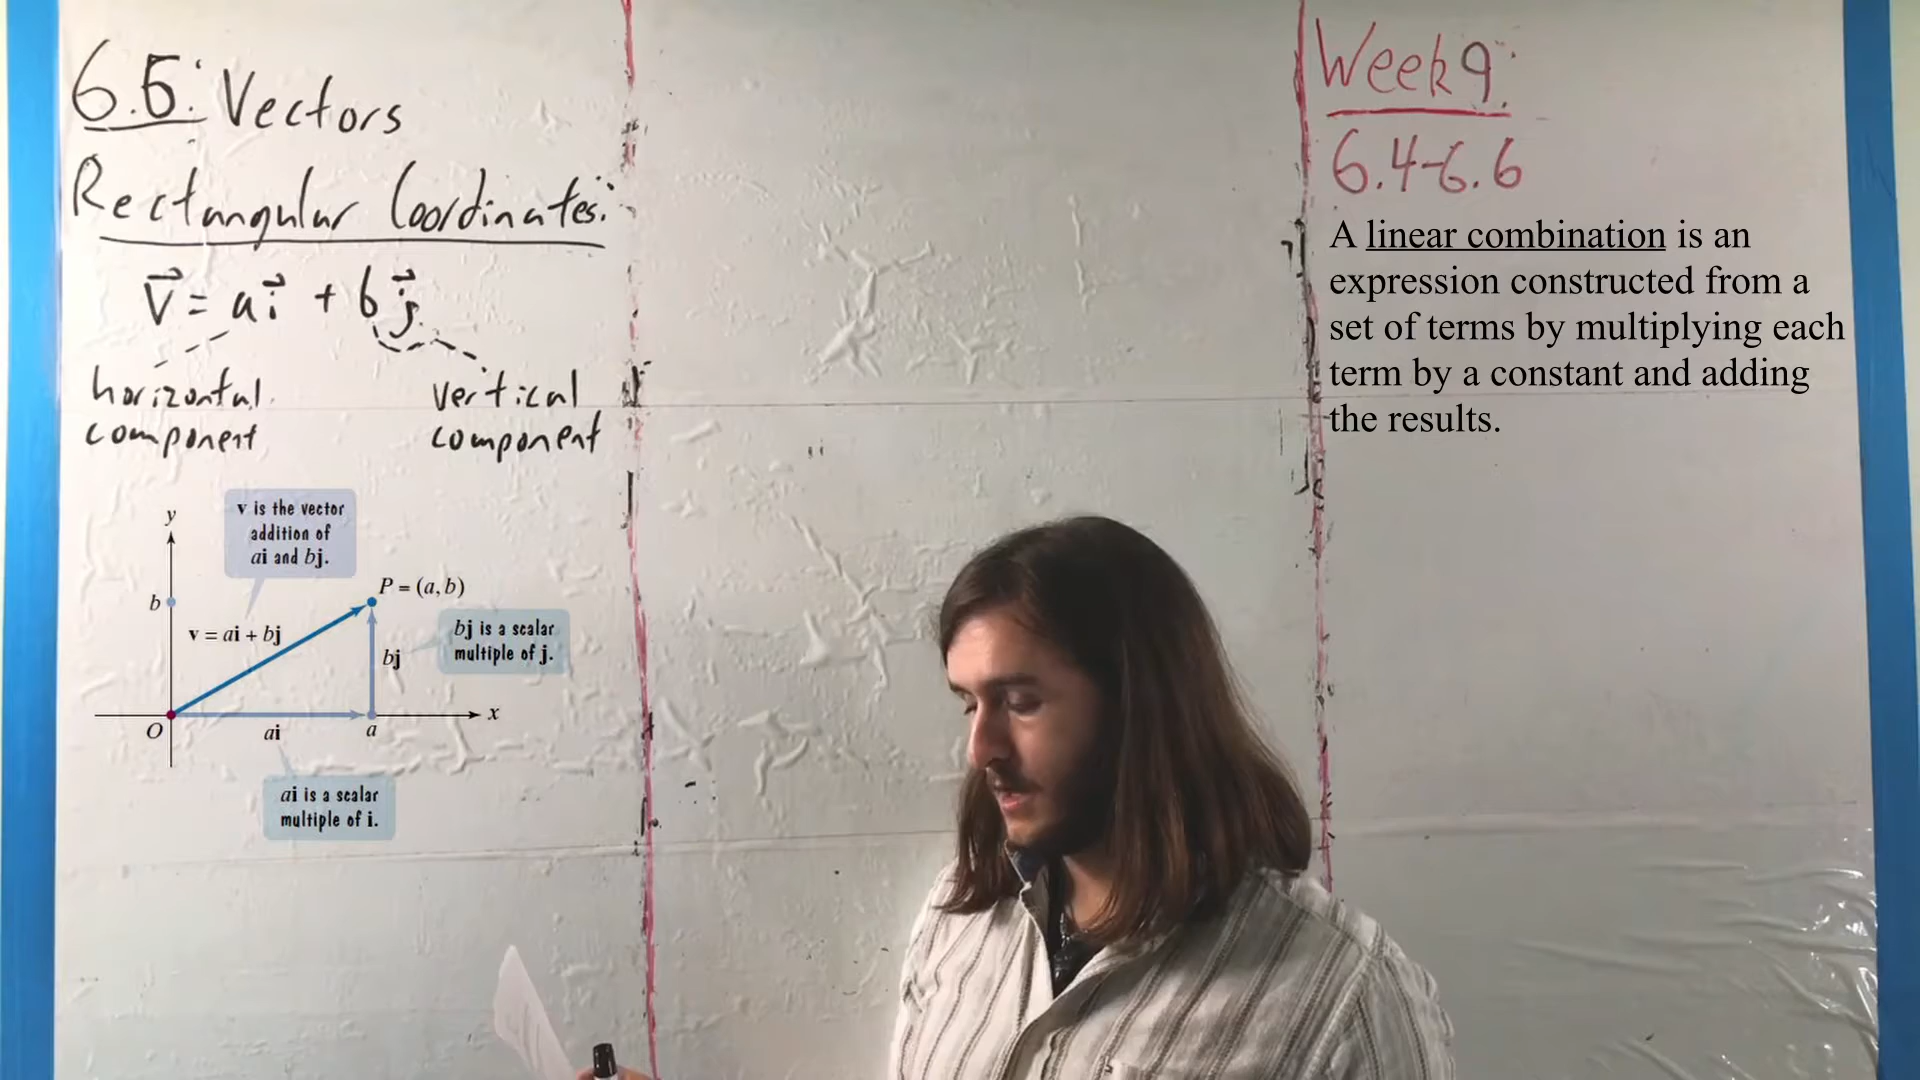 6.5: Vectors
Rectangular Coordinates:
v⃗ = ai⃗ + bj⃗
horizontal component
vertical component
v is the vector
addition of
ai and bj.
y
b
P = (a, b)
v = ai + bj
bj
bj is a scalar
multiple of j.
O
ai
a
x
ai is a scalar
multiple of i.
Week 9:
6.4-6.6
A linear combination is an
expression constructed from a
set of terms by multiplying each
term by a constant and adding
the results.